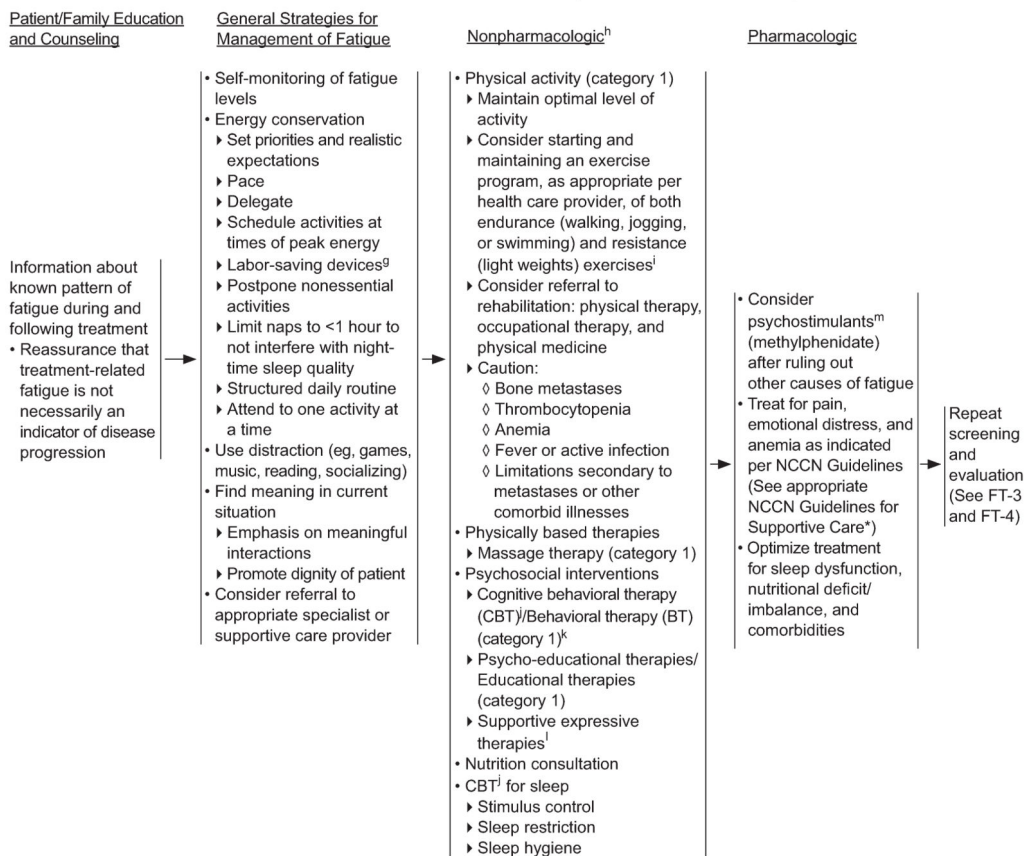 Patient/Family Education
and Counseling
Information about
known pattern of
fatigue during and
following treatment
• Reassurance that
treatment-related
fatigue is not
necessarily an
indicator of disease
progression
General Strategies for
Management of Fatigue
• Self-monitoring of fatigue
levels
• Energy conservation
▸ Set priorities and realistic
expectations
▸ Pace
▸ Delegate
▸ Schedule activities at
times of peak energy
▸ Labor-saving devicesᵍ
▸ Postpone nonessential
activities
▸ Limit naps to <1 hour to
not interfere with night-
time sleep quality
▸ Structured daily routine
▸ Attend to one activity at
a time
• Use distraction (eg, games,
music, reading, socializing)
• Find meaning in current
situation
▸ Emphasis on meaningful
interactions
▸ Promote dignity of patient
• Consider referral to
appropriate specialist or
supportive care provider
Nonpharmacologicʰ
• Physical activity (category 1)
▸ Maintain optimal level of
activity
▸ Consider starting and
maintaining an exercise
program, as appropriate per
health care provider, of both
endurance (walking, jogging,
or swimming) and resistance
(light weights) exercisesⁱ
▸ Consider referral to
rehabilitation: physical therapy,
occupational therapy, and
physical medicine
▸ Caution:
◊ Bone metastases
◊ Thrombocytopenia
◊ Anemia
◊ Fever or active infection
◊ Limitations secondary to
metastases or other
comorbid illnesses
• Physically based therapies
▸ Massage therapy (category 1)
• Psychosocial interventions
▸ Cognitive behavioral therapy
(CBT)ʲ/Behavioral therapy (BT)
(category 1)ᵏ
▸ Psycho-educational therapies/
Educational therapies
(category 1)
▸ Supportive expressive
therapiesˡ
• Nutrition consultation
• CBTʲ for sleep
▸ Stimulus control
▸ Sleep restriction
▸ Sleep hygiene
Pharmacologic
• Consider
psychostimulantsᵐ
(methylphenidate)
after ruling out
other causes of fatigue
• Treat for pain,
emotional distress, and
anemia as indicated
per NCCN Guidelines
(See appropriate
NCCN Guidelines for
Supportive Care*)
• Optimize treatment
for sleep dysfunction,
nutritional deficit/
imbalance, and
comorbidities
Repeat
screening
and
evaluation
(See FT-3
and FT-4)